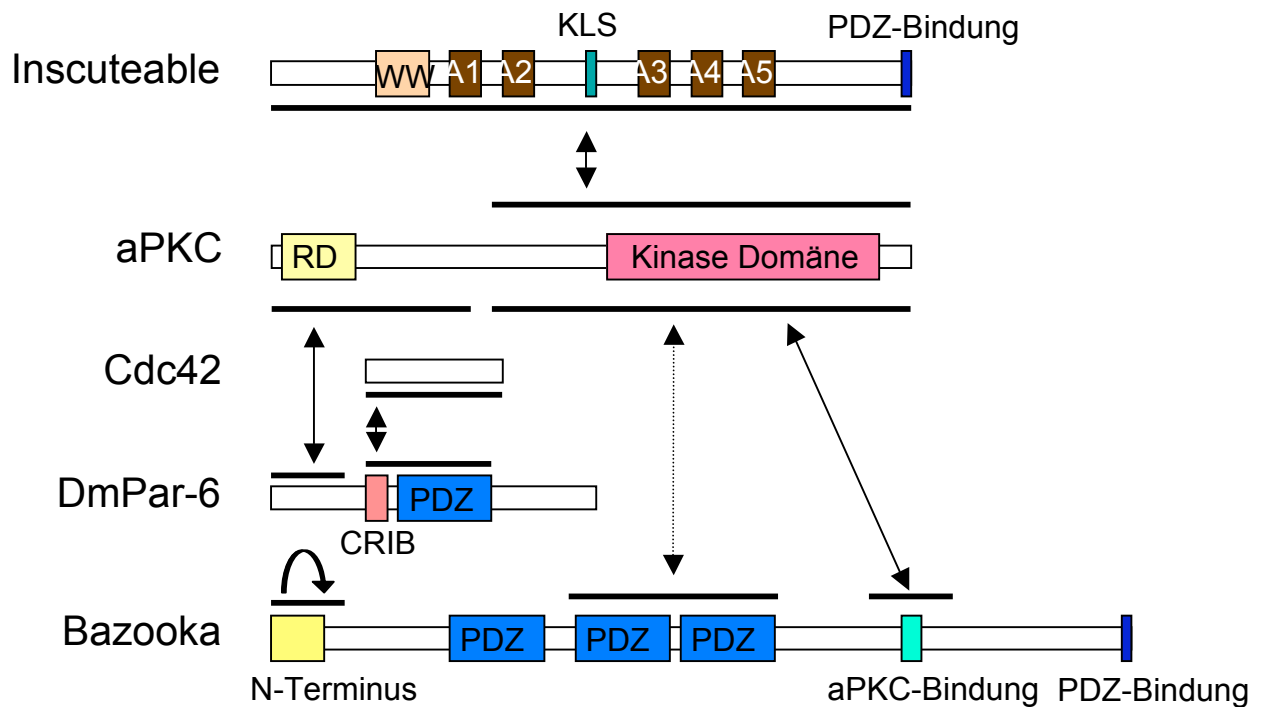 KLS
PDZ-Bindung
Inscuteable
WW A1 A2 A3 A4 A5
aPKC
RD
Kinase Domäne
Cdc42
DmPar-6
PDZ
CRIB
Bazooka
PDZ PDZ PDZ
N-Terminus
aPKC-Bindung
PDZ-Bindung